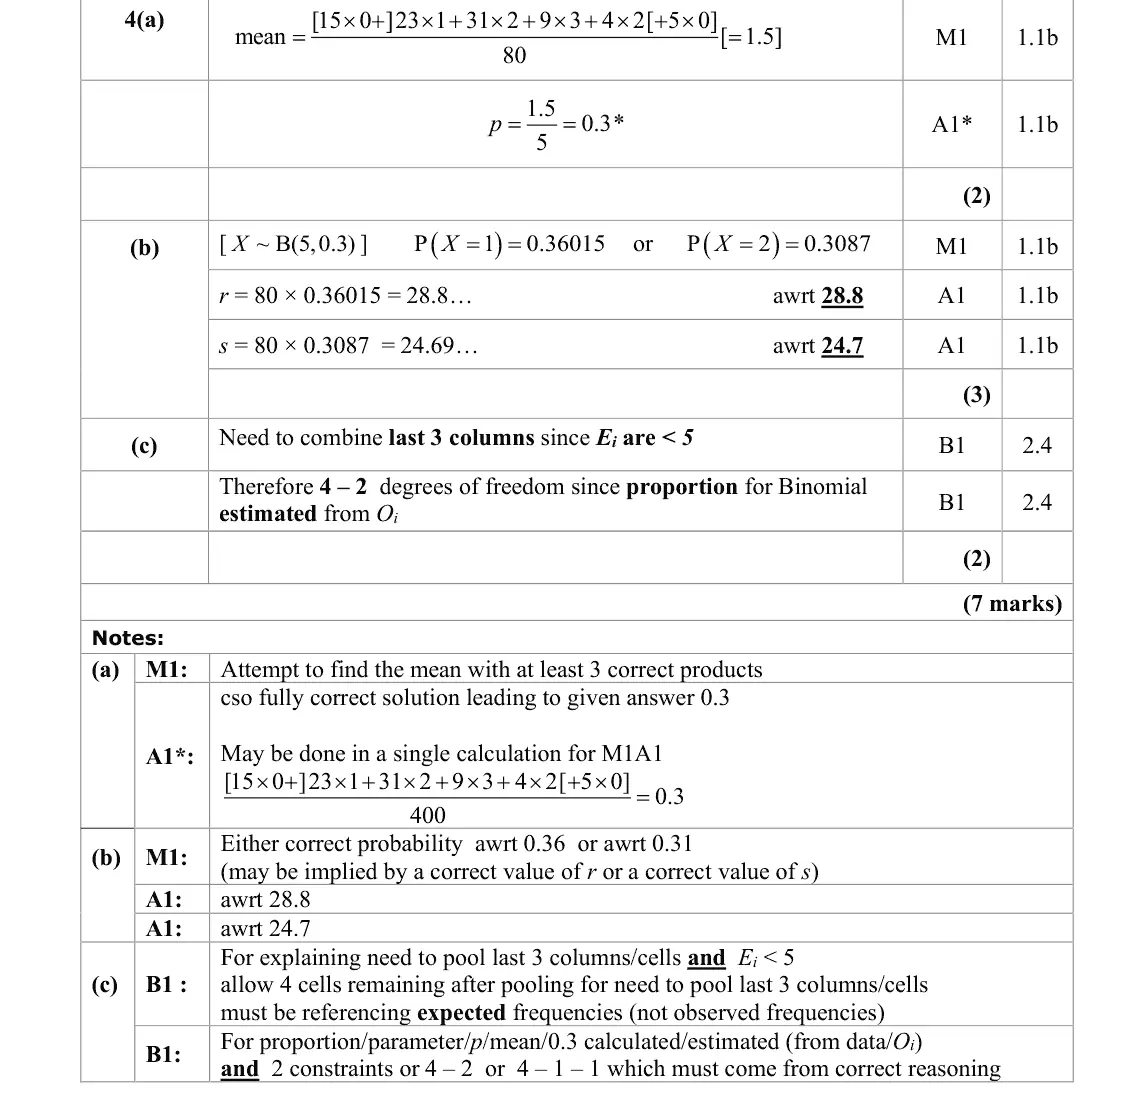 4(a) mean = [15×0+]23×1+31×2+9×3+4×2[+5×0] / 80 [=1.5] M1 1.1b
p = 1.5 / 5 = 0.3* A1* 1.1b
(2)
(b) [ X ~ B(5,0.3) ] P(X = 1) = 0.36015 or P(X = 2) = 0.3087 M1 1.1b
r = 80 × 0.36015 = 28.8… awrt 28.8 A1 1.1b
s = 80 × 0.3087 = 24.69… awrt 24.7 A1 1.1b
(3)
(c) Need to combine last 3 columns since Ei are < 5 B1 2.4
Therefore 4 – 2 degrees of freedom since proportion for Binomial
estimated from Oi B1 2.4
(2)
(7 marks)
Notes:
(a) M1: Attempt to find the mean with at least 3 correct products
cso fully correct solution leading to given answer 0.3
A1*: May be done in a single calculation for M1A1
[15×0+]23×1+31×2+9×3+4×2[+5×0] / 400 = 0.3
(b) M1: Either correct probability awrt 0.36 or awrt 0.31
(may be implied by a correct value of r or a correct value of s)
A1: awrt 28.8
A1: awrt 24.7
For explaining need to pool last 3 columns/cells and Ei < 5
(c) B1 : allow 4 cells remaining after pooling for need to pool last 3 columns/cells
must be referencing expected frequencies (not observed frequencies)
B1: For proportion/parameter/p/mean/0.3 calculated/estimated (from data/Oi)
and 2 constraints or 4 – 2 or 4 – 1 – 1 which must come from correct reasoning